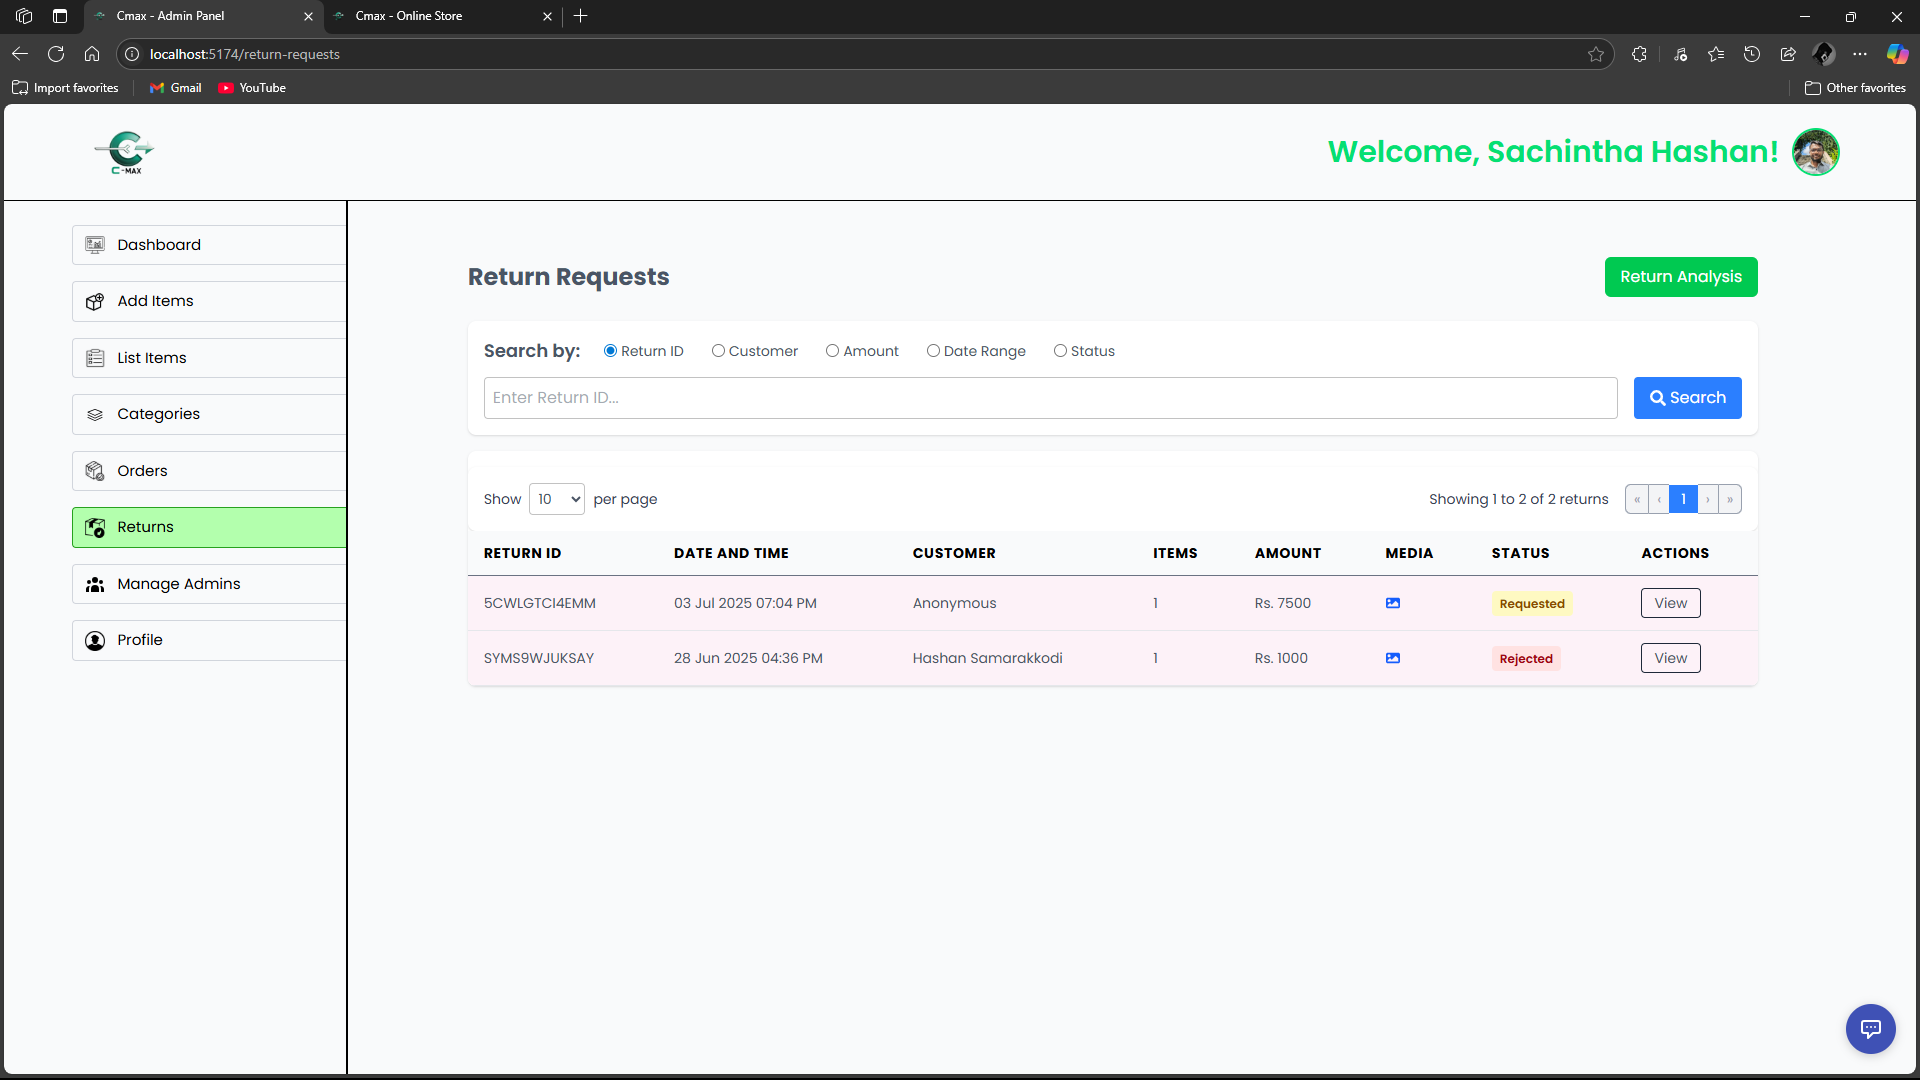 Cmax - Admin Panel
Cmax - Online Store
localhost:5174/return-requests
Import favorites
Gmail
YouTube
Other favorites
C-MAX
Welcome, Sachintha Hashan!
Dashboard
Add Items
List Items
Categories
Orders
Returns
Manage Admins
Profile
Return Requests
Return Analysis
Search by: Return ID Customer Amount Date Range Status
Enter Return ID...
Search
Show 10 per page
Showing 1 to 2 of 2 returns « ‹ 1 › »
RETURN ID DATE AND TIME CUSTOMER ITEMS AMOUNT MEDIA STATUS ACTIONS
5CWLGTCI4EMM 03 Jul 2025 07:04 PM Anonymous 1 Rs. 7500 Requested View
SYMS9WJUKSAY 28 Jun 2025 04:36 PM Hashan Samarakkodi 1 Rs. 1000 Rejected View